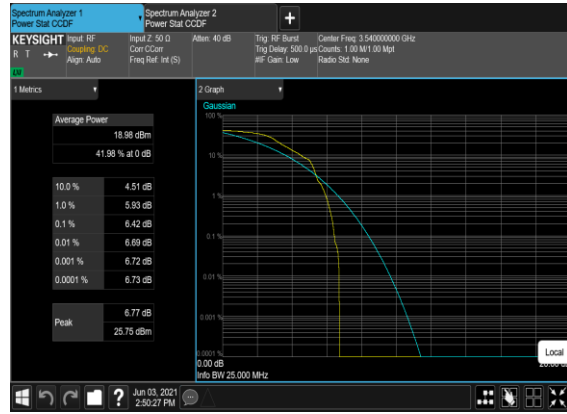 Spectrum Analyzer 1
Power Stat CCDF
Spectrum Analyzer 2
Power Stat CCDF
+
KEYSIGHT
R T
Input: RF
Coupling: DC
Align: Auto
Input Z: 50 Ω
Corr CCorr
Freq Ref: Int (S)
Atten: 40 dB
Trig: RF Burst
Trig Delay: 500.0 µs
#IF Gain: Low
Center Freq: 3.540000000 GHz
Counts: 1.00 M/1.00 Mpt
Radio Std: None
1 Metrics
Average Power
18.98 dBm
41.98 % at 0 dB
10.0 % 4.51 dB
1.0 % 5.93 dB
0.1 % 6.42 dB
0.01 % 6.69 dB
0.001 % 6.72 dB
0.0001 % 6.73 dB
Peak
6.77 dB
25.75 dBm
2 Graph
Gaussian
100 %
10 %
1 %
0.1 %
0.01 %
0.001 %
0.0001 %
0.00 dB
Info BW 25.000 MHz
Local
?
Jun 03, 2021
2:50:27 PM